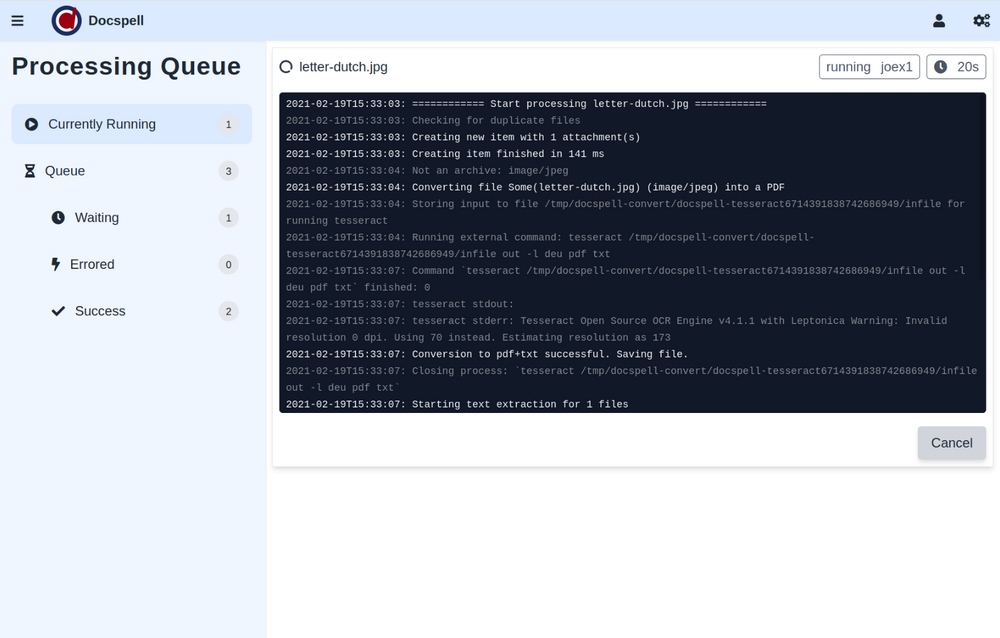 Docspell
Processing Queue
Currently Running 1
Queue 3
Waiting 1
Errored 0
Success 2
letter-dutch.jpg
running joex1
20s
2021-02-19T15:33:03: ============ Start processing letter-dutch.jpg ============
2021-02-19T15:33:03: Checking for duplicate files
2021-02-19T15:33:03: Creating new item with 1 attachment(s)
2021-02-19T15:33:03: Creating item finished in 141 ms
2021-02-19T15:33:04: Not an archive: image/jpeg
2021-02-19T15:33:04: Converting file Some(letter-dutch.jpg) (image/jpeg) into a PDF
2021-02-19T15:33:04: Storing input to file /tmp/docspell-convert/docspell-tesseract6714391838742686949/infile for
running tesseract
2021-02-19T15:33:04: Running external command: tesseract /tmp/docspell-convert/docspell-
tesseract6714391838742686949/infile out -l deu pdf txt
2021-02-19T15:33:07: Command `tesseract /tmp/docspell-convert/docspell-tesseract6714391838742686949/infile out -l
deu pdf txt` finished: 0
2021-02-19T15:33:07: tesseract stdout:
2021-02-19T15:33:07: tesseract stderr: Tesseract Open Source OCR Engine v4.1.1 with Leptonica Warning: Invalid
resolution 0 dpi. Using 70 instead. Estimating resolution as 173
2021-02-19T15:33:07: Conversion to pdf+txt successful. Saving file.
2021-02-19T15:33:07: Closing process: `tesseract /tmp/docspell-convert/docspell-tesseract6714391838742686949/infile
out -l deu pdf txt`
2021-02-19T15:33:07: Starting text extraction for 1 files
Cancel